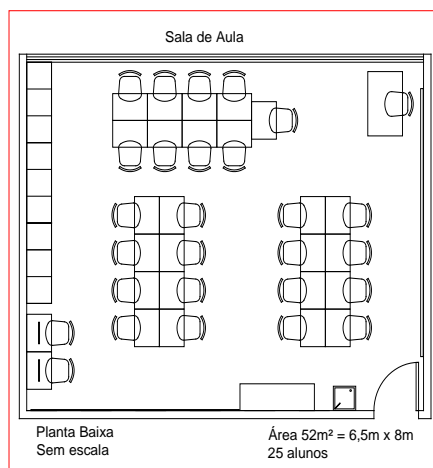 Sala de Aula
Planta Baixa
Sem escala
Área 52m² = 6,5m x 8m
25 alunos